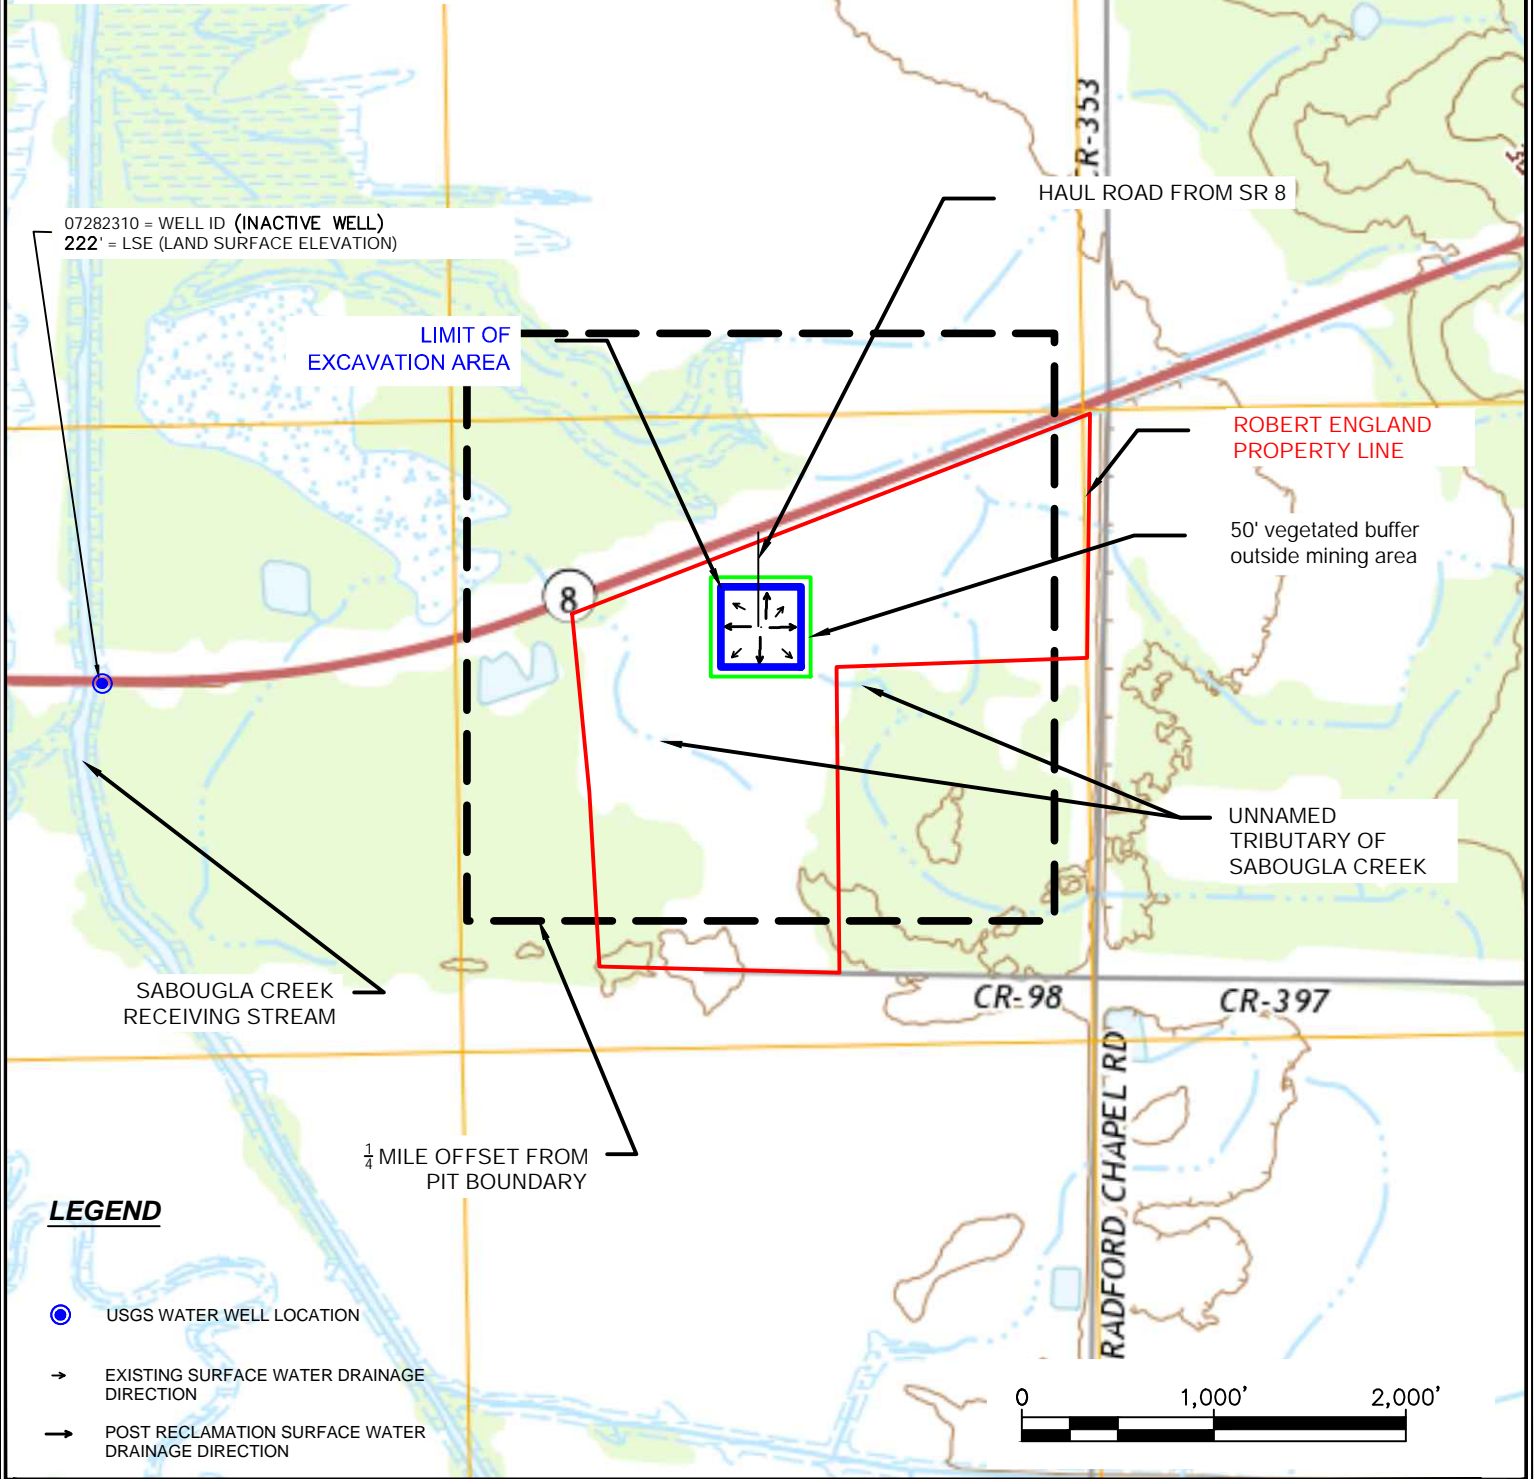 CR-353
HAUL ROAD FROM SR 8
07282310 = WELL ID (INACTIVE WELL)
222' = LSE (LAND SURFACE ELEVATION)
LIMIT OF
EXCAVATION AREA
ROBERT ENGLAND
PROPERTY LINE
50' vegetated buffer
outside mining area
8
UNNAMED
TRIBUTARY OF
SABOUGLA CREEK
SABOUGLA CREEK
RECEIVING STREAM
CR-98
CR-397
RADFORD CHAPEL RD
1/4 MILE OFFSET FROM
PIT BOUNDARY
LEGEND
USGS WATER WELL LOCATION
EXISTING SURFACE WATER DRAINAGE
DIRECTION
POST RECLAMATION SURFACE WATER
DRAINAGE DIRECTION
0 1,000' 2,000'